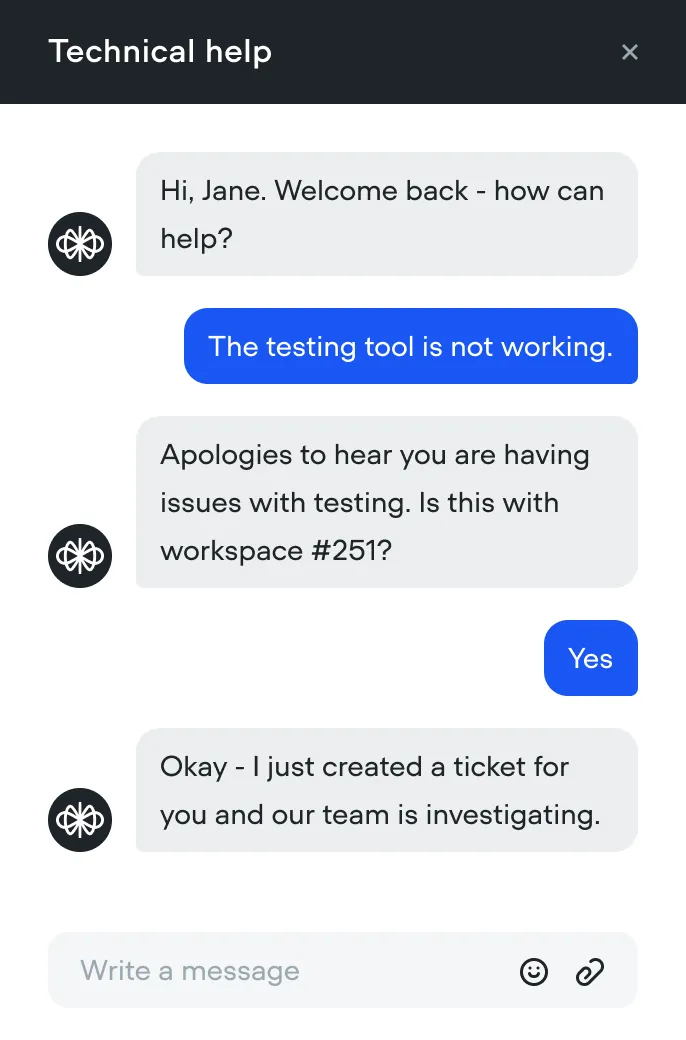 Technical help
Hi, Jane. Welcome back - how can
help?
The testing tool is not working.
Apologies to hear you are having
issues with testing. Is this with
workspace #251?
Yes
Okay - I just created a ticket for
you and our team is investigating.
Write a message